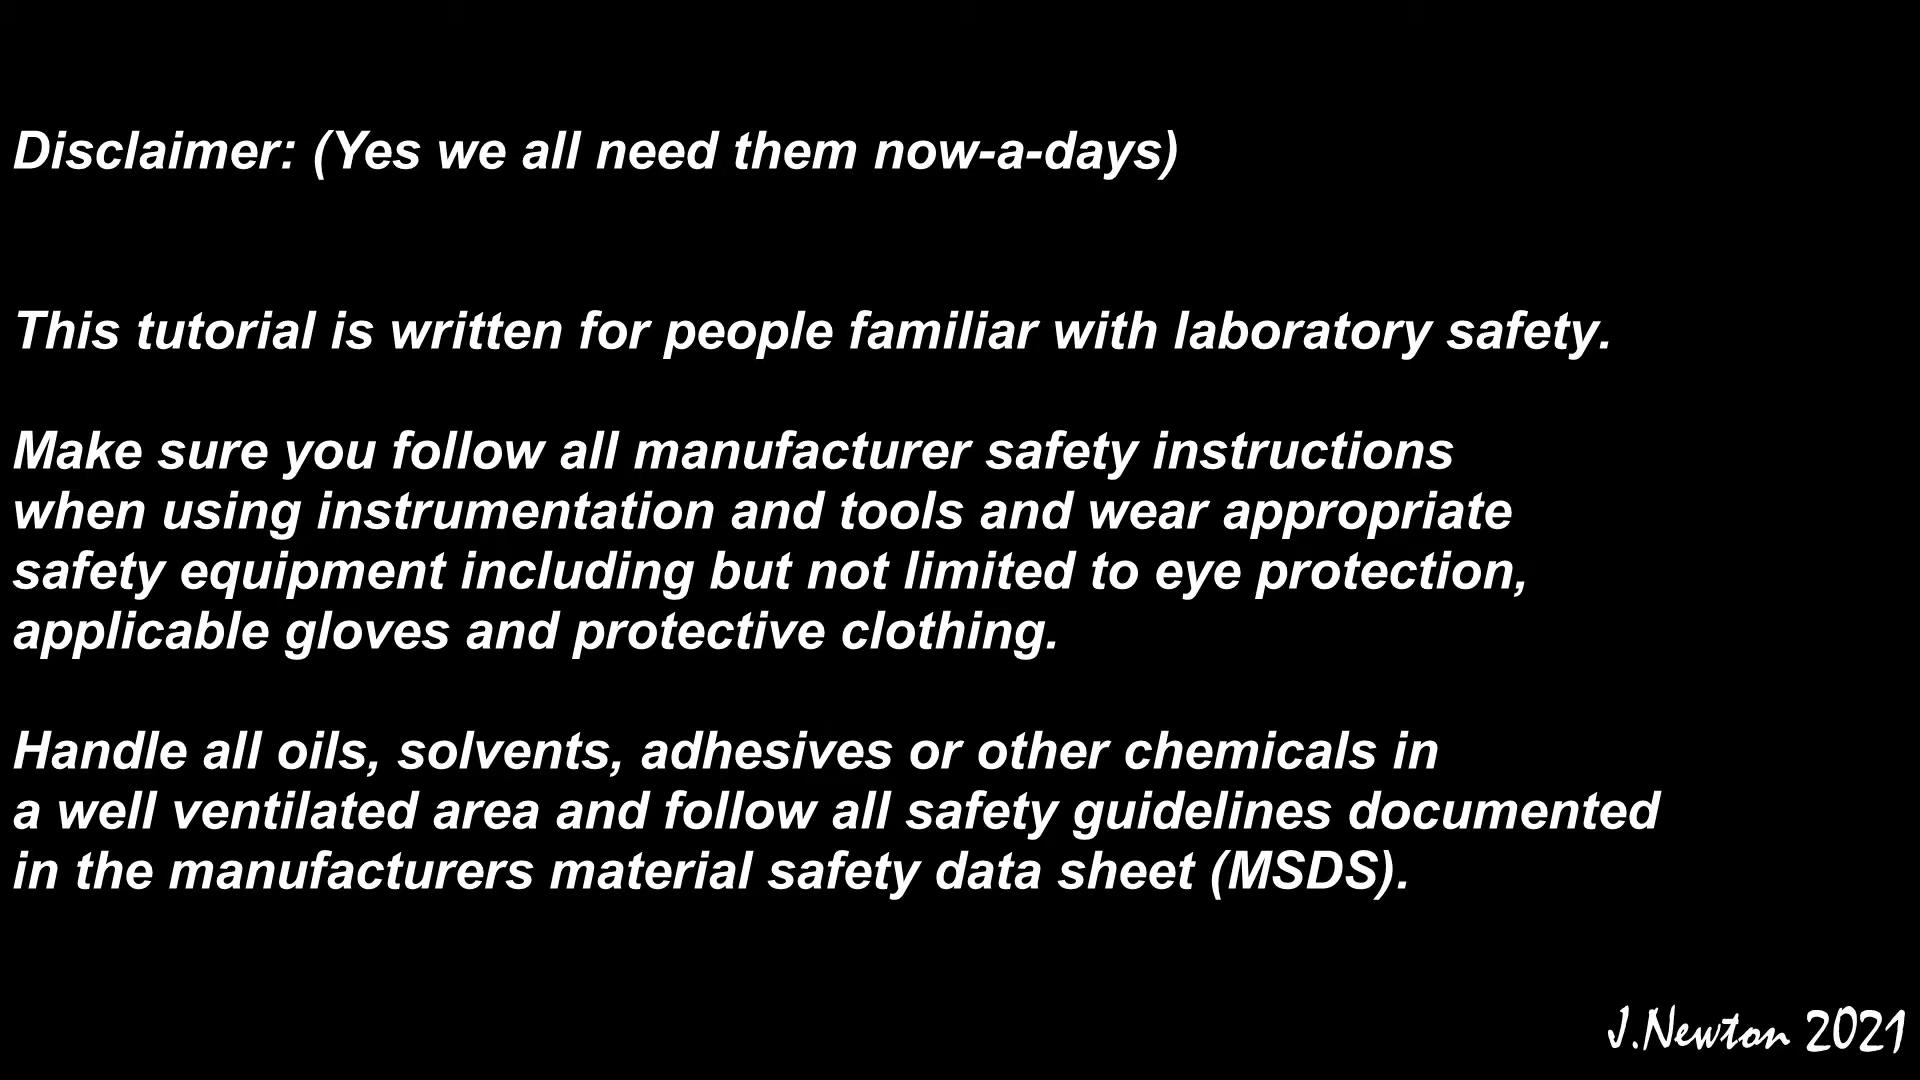 Disclaimer: (Yes we all need them now-a-days)
This tutorial is written for people familiar with laboratory safety.
Make sure you follow all manufacturer safety instructions
when using instrumentation and tools and wear appropriate
safety equipment including but not limited to eye protection,
applicable gloves and protective clothing.
Handle all oils, solvents, adhesives or other chemicals in
a well ventilated area and follow all safety guidelines documented
in the manufacturers material safety data sheet (MSDS).
J.Newton 2021